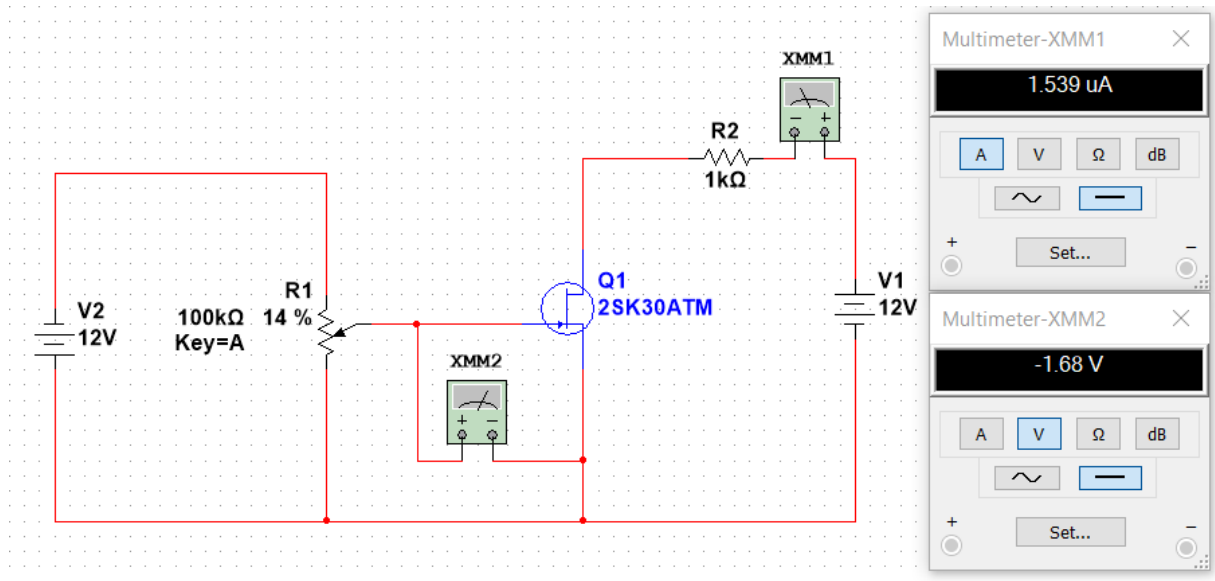 XMM1
R2
1kΩ
V2
12V
R1
100kΩ 14 %
Key=A
Q1
2SK30ATM
V1
12V
XMM2
Multimeter-XMM1
1.539 uA
A V Ω dB
+ Set... −
Multimeter-XMM2
-1.68 V
A V Ω dB
+ Set... −